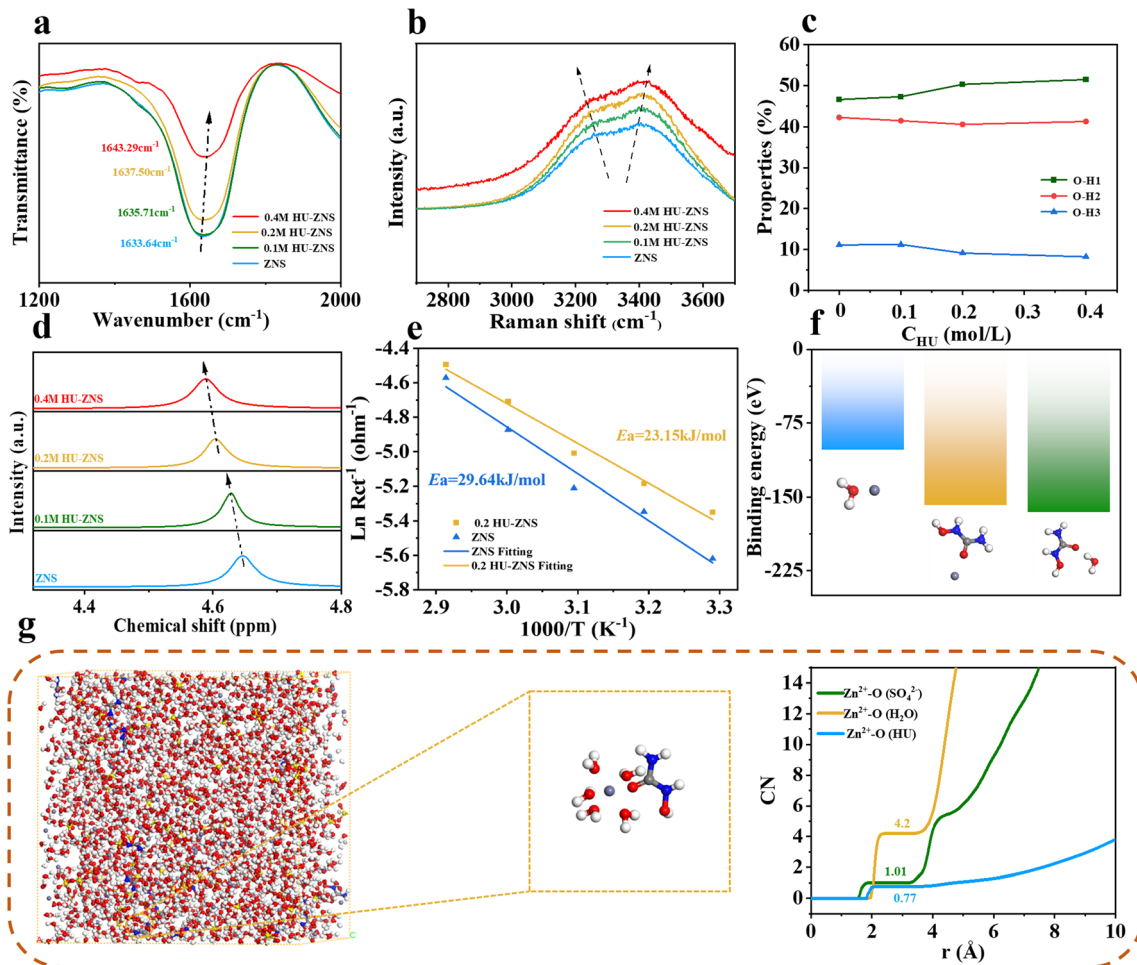 a
Transmittance (%)
1643.29cm⁻¹
1637.50cm⁻¹
1635.71cm⁻¹
1633.64cm⁻¹
0.4M HU-ZNS
0.2M HU-ZNS
0.1M HU-ZNS
ZNS
1200 1600 2000
Wavenumber (cm⁻¹)
b
Intensity (a.u.)
0.4M HU-ZNS
0.2M HU-ZNS
0.1M HU-ZNS
ZNS
3000 3200 3400 3600
Raman shift (cm⁻¹)
c
Properties (%)
60
50
40
30
20
10
0
O-H1
O-H2
O-H3
0 0.1 0.2 0.3 0.4
C_HU (mol/L)
d
Intensity (a.u.)
0.4M HU-ZNS
0.2M HU-ZNS
0.1M HU-ZNS
ZNS
4.4 4.6 4.8
Chemical shift (ppm)
e
Ln Rct⁻¹ (ohm⁻¹)
-4.4
-4.6
-4.8
-5.0
-5.2
-5.4
-5.6
-5.8
Ea=23.15kJ/mol
Ea=29.64kJ/mol
0.2 HU-ZNS
ZNS
ZNS Fitting
0.2 HU-ZNS Fitting
2.9 3.0 3.1 3.2 3.3
1000/T (K⁻¹)
f
Binding energy (eV)
0
-75
-150
-225
g
A
C
CN
14
12
10
8
6
4
2
0
Zn²⁺-O (SO₄²⁻)
Zn²⁺-O (H₂O)
Zn²⁺-O (HU)
4.2
1.01
0.77
0 2 4 6 8 10
r (Å)